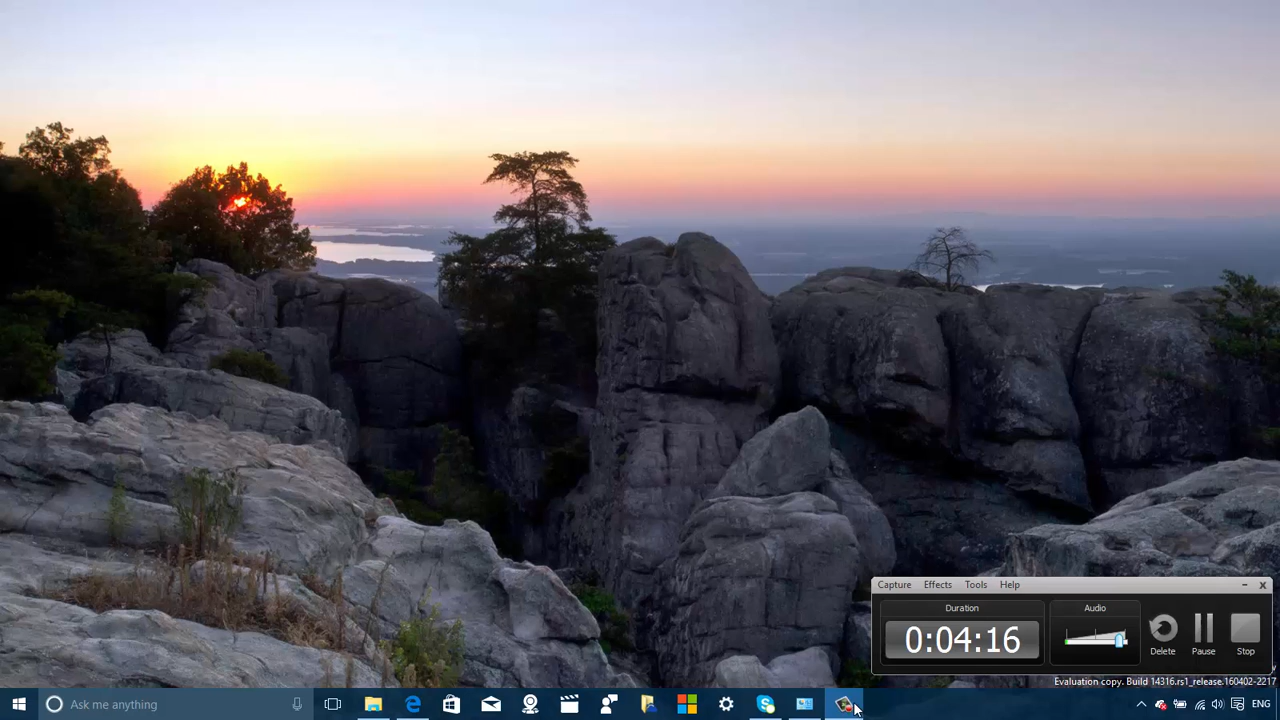 Capture Effects Tools Help
Duration
Audio
0:04:16
Delete Pause Stop
Evaluation copy. Build 14316.rs1_release.160402-2217
Ask me anything
ENG